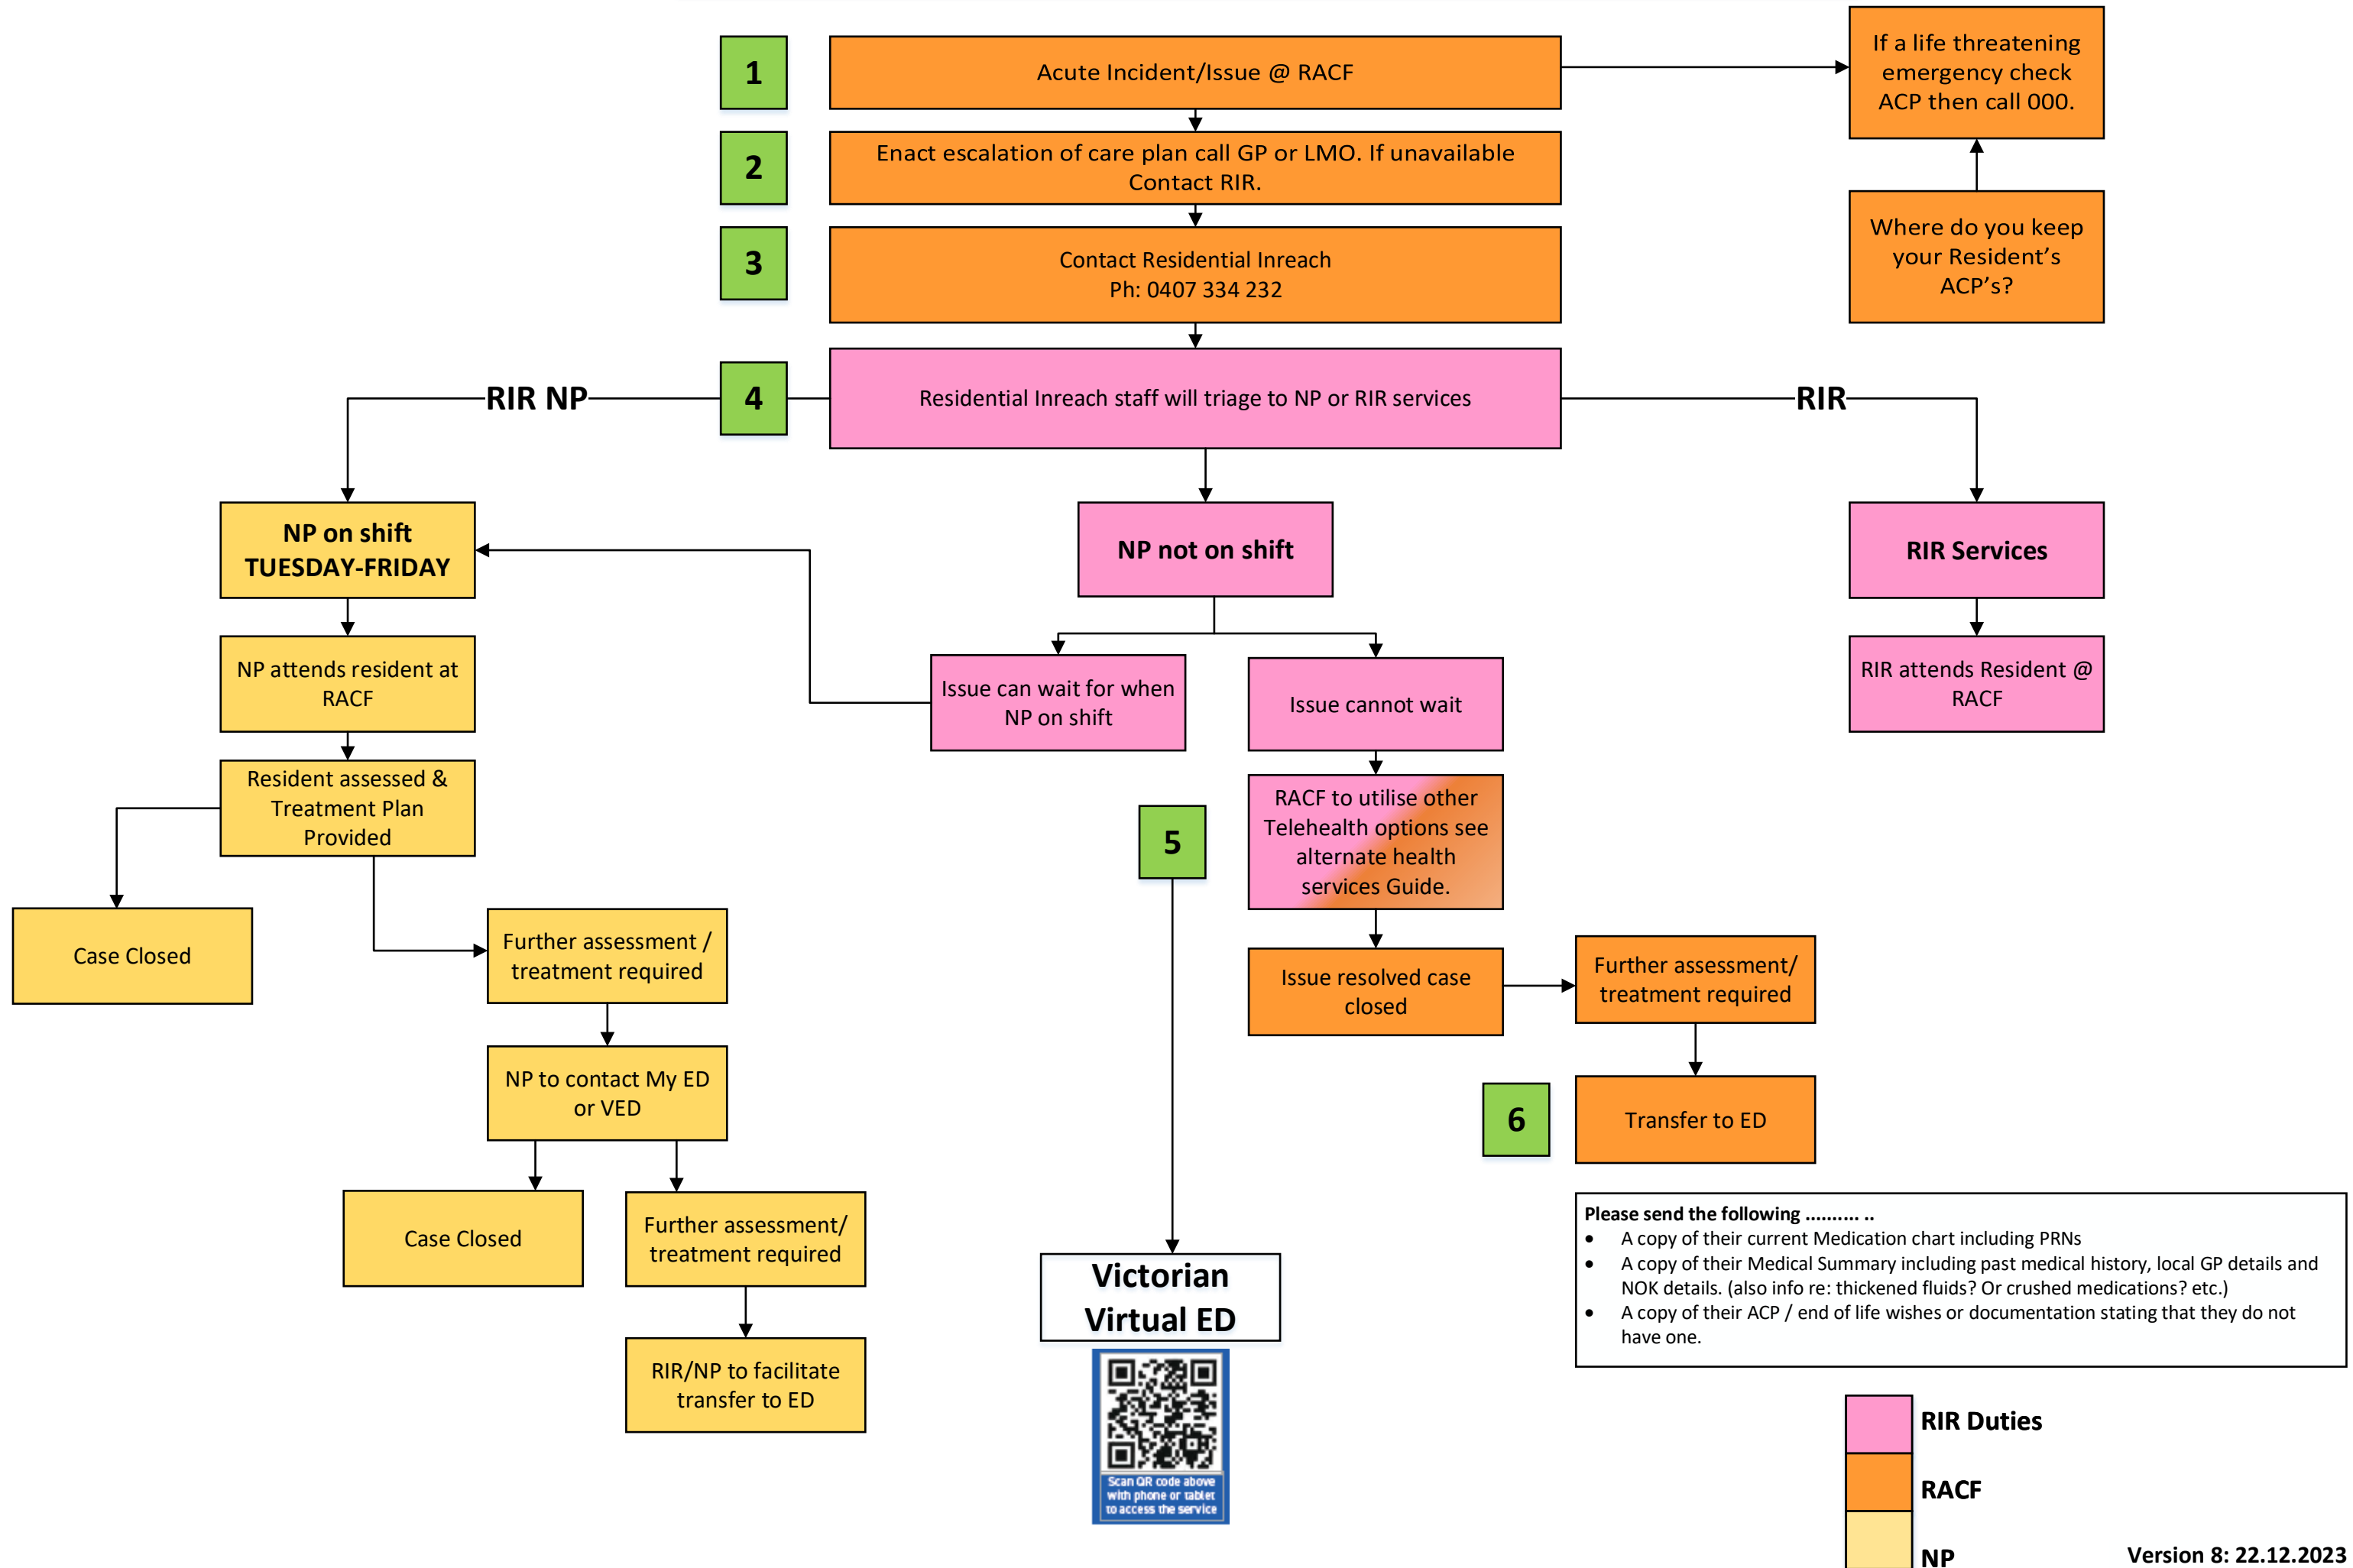 1
Acute Incident/Issue @ RACF
If a life threatening
emergency check
ACP then call 000.
2
Enact escalation of care plan call GP or LMO. If unavailable
Contact RIR.
3
Contact Residential Inreach
Ph: 0407 334 232
Where do you keep
your Resident’s
ACP’s?
RIR NP
4
Residential Inreach staff will triage to NP or RIR services
RIR
NP on shift
TUESDAY-FRIDAY
NP not on shift
RIR Services
NP attends resident at
RACF
Issue can wait for when
NP on shift
Issue cannot wait
RIR attends Resident @
RACF
Resident assessed &
Treatment Plan
Provided
5
RACF to utilise other
Telehealth options see
alternate health
services Guide.
Case Closed
Further assessment /
treatment required
Issue resolved case
closed
Further assessment/
treatment required
NP to contact My ED
or VED
6
Transfer to ED
Case Closed
Further assessment/
treatment required
RIR/NP to facilitate
transfer to ED
Victorian
Virtual ED
Scan QR code above
with phone or tablet
to access the service
Please send the following .......... ..
• A copy of their current Medication chart including PRNs
• A copy of their Medical Summary including past medical history, local GP details and
NOK details. (also info re: thickened fluids? Or crushed medications? etc.)
• A copy of their ACP / end of life wishes or documentation stating that they do not
have one.
RIR Duties
RACF
NP
Version 8: 22.12.2023